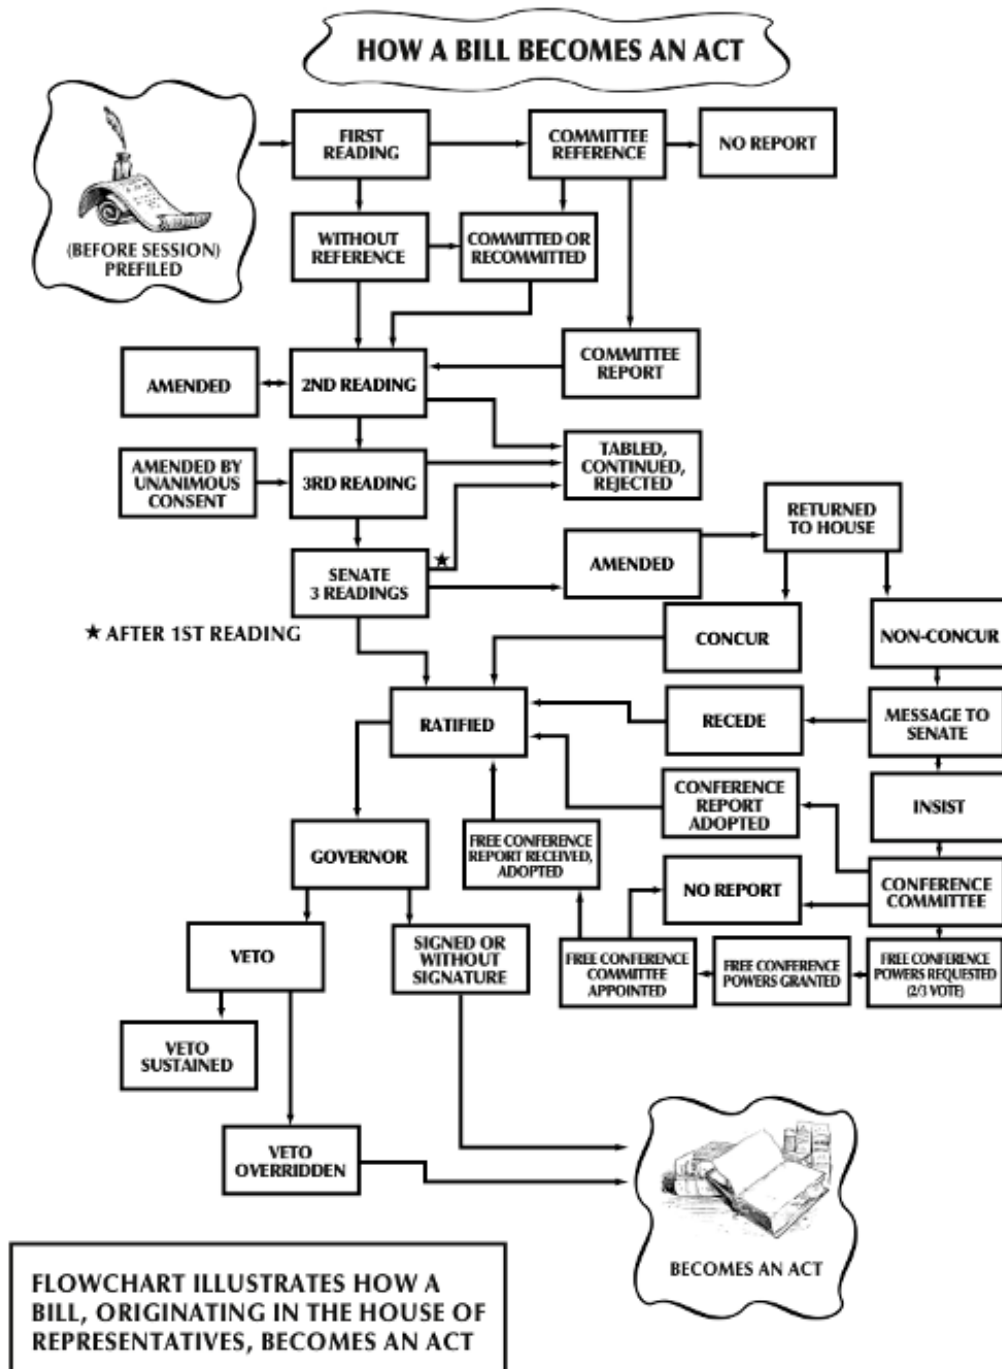 HOW A BILL BECOMES AN ACT
(BEFORE SESSION)
PREFILED
FIRST
READING
COMMITTEE
REFERENCE
NO REPORT
WITHOUT
REFERENCE
COMMITTED OR
RECOMMITTED
AMENDED
2ND READING
COMMITTEE
REPORT
AMENDED BY
UNANIMOUS
CONSENT
3RD READING
TABLED,
CONTINUED,
REJECTED
RETURNED
TO HOUSE
SENATE
3 READINGS
★
AMENDED
★ AFTER 1ST READING
CONCUR
NON-CONCUR
RATIFIED
RECEDE
MESSAGE TO
SENATE
CONFERENCE
REPORT
ADOPTED
INSIST
GOVERNOR
FREE CONFERENCE
REPORT RECEIVED,
ADOPTED
NO REPORT
CONFERENCE
COMMITTEE
VETO
SIGNED OR
WITHOUT
SIGNATURE
FREE CONFERENCE
COMMITTEE
APPOINTED
FREE CONFERENCE
POWERS GRANTED
FREE CONFERENCE
POWERS REQUESTED
(2/3 VOTE)
VETO
SUSTAINED
VETO
OVERRIDDEN
BECOMES AN ACT
FLOWCHART ILLUSTRATES HOW A
BILL, ORIGINATING IN THE HOUSE OF
REPRESENTATIVES, BECOMES AN ACT